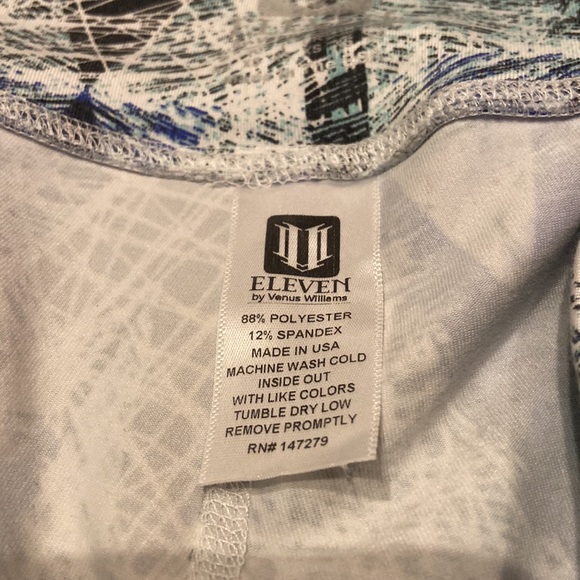 ELEVEN
by Venus Williams
88% POLYESTER
12% SPANDEX
MADE IN USA
MACHINE WASH COLD
INSIDE OUT
WITH LIKE COLORS
TUMBLE DRY LOW
REMOVE PROMPTLY
RN# 147279